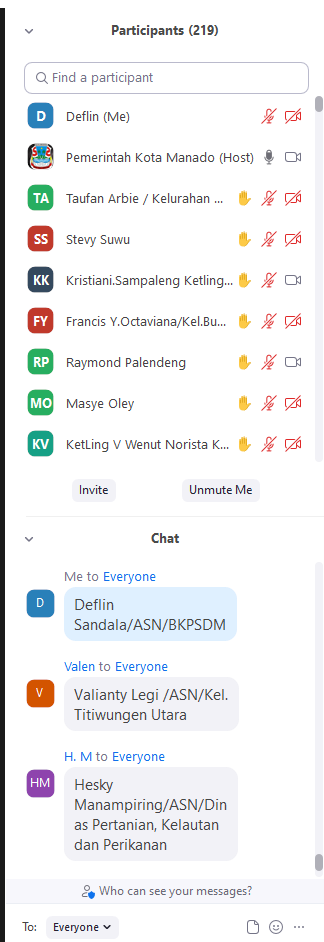 Participants (219)
Find a participant
D Deflin (Me)
Pemerintah Kota Manado (Host)
TA Taufan Arbie / Kelurahan ...
SS Stevy Suwu
KK Kristiani.Sampaleng Ketling...
FY Francis Y.Octaviana/Kel.Bu...
RP Raymond Palendeng
MO Masye Oley
KV KetLing V Wenut Norista K...
Invite Unmute Me
Chat
Me to Everyone
D Deflin
Sandala/ASN/BKPSDM
Valen to Everyone
V Valianty Legi /ASN/Kel.
Titiwungen Utara
H. M to Everyone
HM Hesky
Manampiring/ASN/Din
as Pertanian, Kelautan
dan Perikanan
Who can see your messages?
To: Everyone